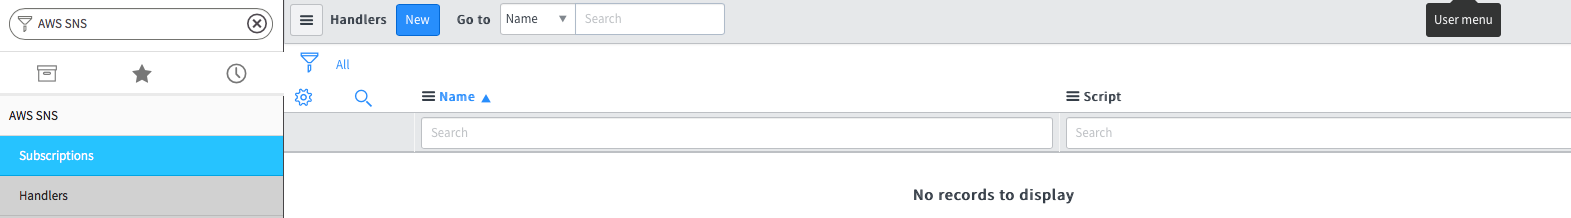 AWS SNS
Handlers New Go to Name Search
User menu
All
Name Script
AWS SNS
Search Search
Subscriptions
Handlers
No records to display